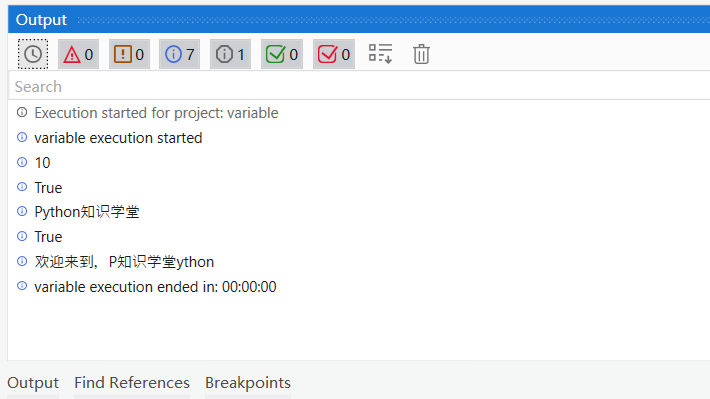 Output
0 0 7 1 0 0
Search
Execution started for project: variable
variable execution started
10
True
Python知识学堂
True
欢迎来到，P知识学堂ython
variable execution ended in: 00:00:00
Output Find References Breakpoints